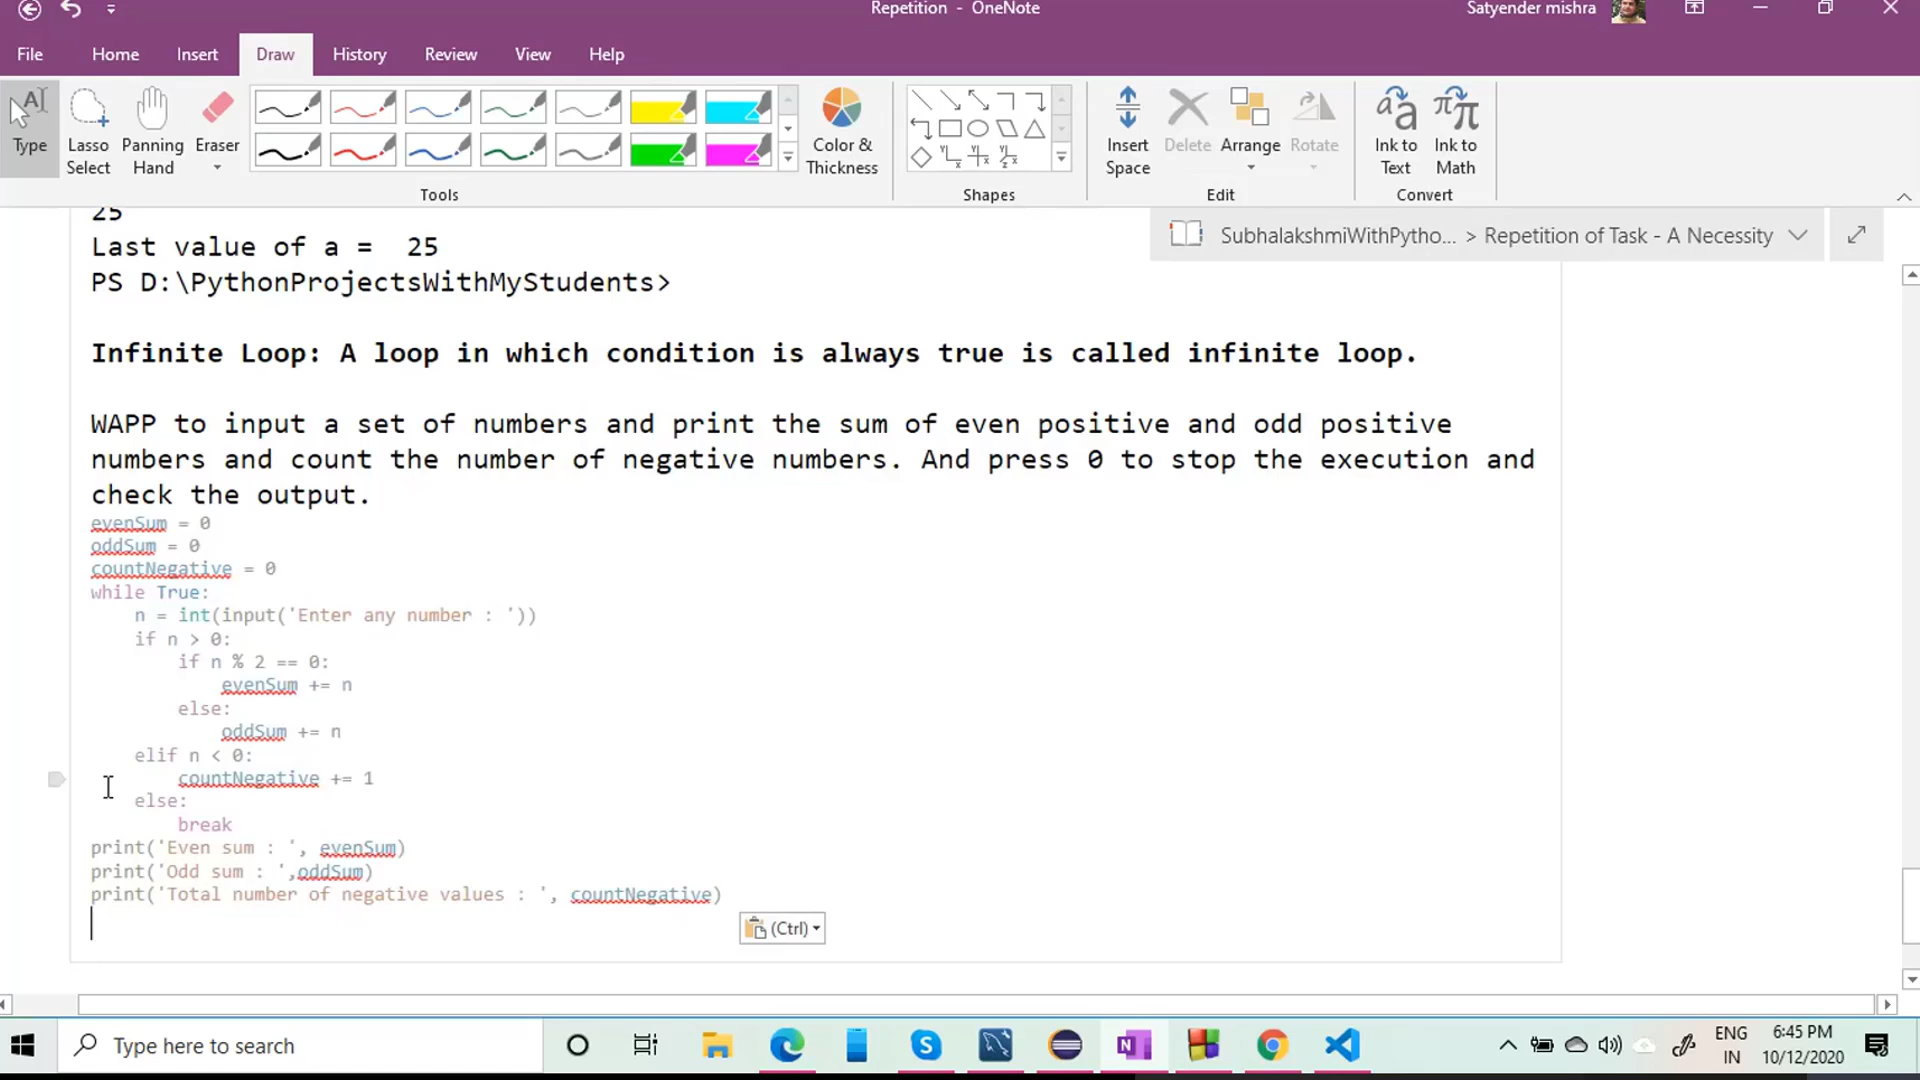 Repetition - OneNote
Satyender mishra
File Home Insert Draw History Review View Help
Type
Lasso Select
Panning Hand
Eraser
Color & Thickness
Insert Space
Delete
Arrange
Rotate
Ink to Text
Ink to Math
Tools
Shapes
Edit
Convert
SubhalakshmiWithPytho... > Repetition of Task - A Necessity
25
Last value of a =  25
PS D:\PythonProjectsWithMyStudents>
Infinite Loop: A loop in which condition is always true is called infinite loop.
WAPP to input a set of numbers and print the sum of even positive and odd positive
numbers and count the number of negative numbers. And press 0 to stop the execution and
check the output.
evenSum = 0
oddSum = 0
countNegative = 0
while True:
    n = int(input('Enter any number : '))
    if n > 0:
        if n % 2 == 0:
            evenSum += n
        else:
            oddSum += n
    elif n < 0:
        countNegative += 1
    else:
        break
print('Even sum : ', evenSum)
print('Odd sum : ',oddSum)
print('Total number of negative values : ', countNegative)
(Ctrl)
Type here to search
ENG
IN
6:45 PM
10/12/2020